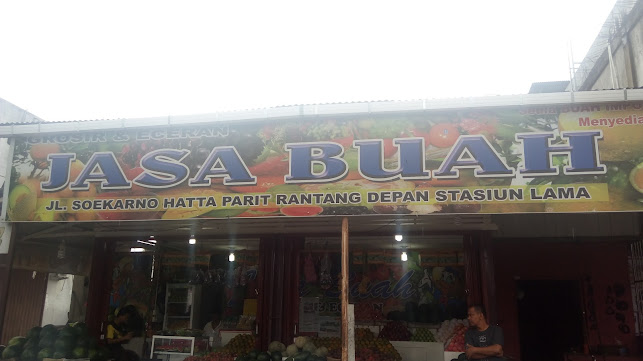 GROSIR & ECERAN
Menyedia
JASA BUAH
JL. SOEKARNO HATTA PARIT RANTANG DEPAN STASIUN LAMA